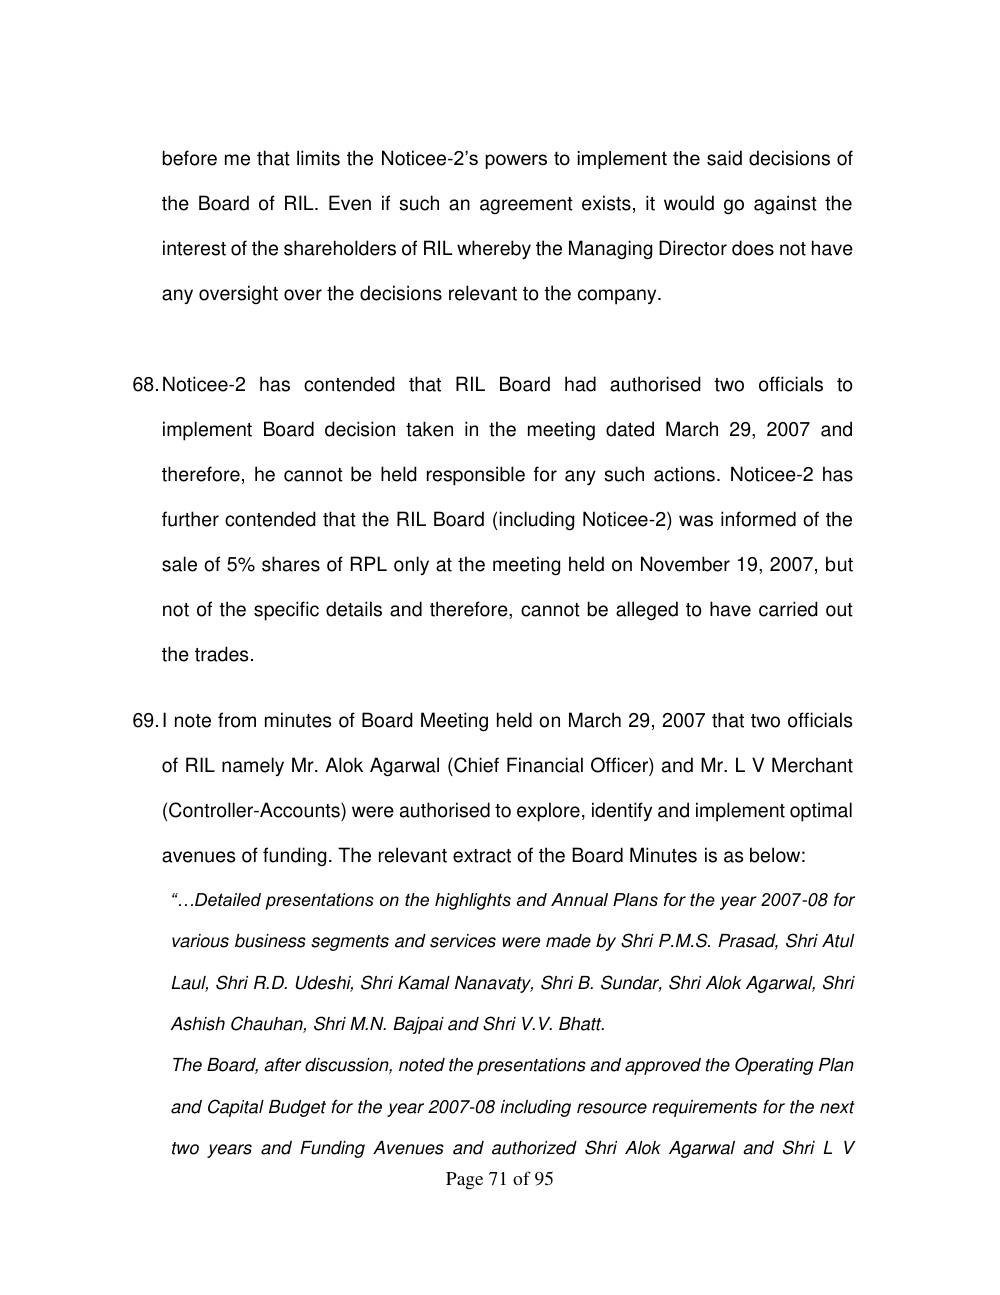 before me that limits the Noticee-2’s powers to implement the said decisions of
the Board of RIL. Even if such an agreement exists, it would go against the
interest of the shareholders of RIL whereby the Managing Director does not have
any oversight over the decisions relevant to the company.
68. Noticee-2 has contended that RIL Board had authorised two officials to
implement Board decision taken in the meeting dated March 29, 2007 and
therefore, he cannot be held responsible for any such actions. Noticee-2 has
further contended that the RIL Board (including Noticee-2) was informed of the
sale of 5% shares of RPL only at the meeting held on November 19, 2007, but
not of the specific details and therefore, cannot be alleged to have carried out
the trades.
69. I note from minutes of Board Meeting held on March 29, 2007 that two officials
of RIL namely Mr. Alok Agarwal (Chief Financial Officer) and Mr. L V Merchant
(Controller-Accounts) were authorised to explore, identify and implement optimal
avenues of funding. The relevant extract of the Board Minutes is as below:
“…Detailed presentations on the highlights and Annual Plans for the year 2007-08 for
various business segments and services were made by Shri P.M.S. Prasad, Shri Atul
Laul, Shri R.D. Udeshi, Shri Kamal Nanavaty, Shri B. Sundar, Shri Alok Agarwal, Shri
Ashish Chauhan, Shri M.N. Bajpai and Shri V.V. Bhatt.
The Board, after discussion, noted the presentations and approved the Operating Plan
and Capital Budget for the year 2007-08 including resource requirements for the next
two years and Funding Avenues and authorized Shri Alok Agarwal and Shri L V
Page 71 of 95